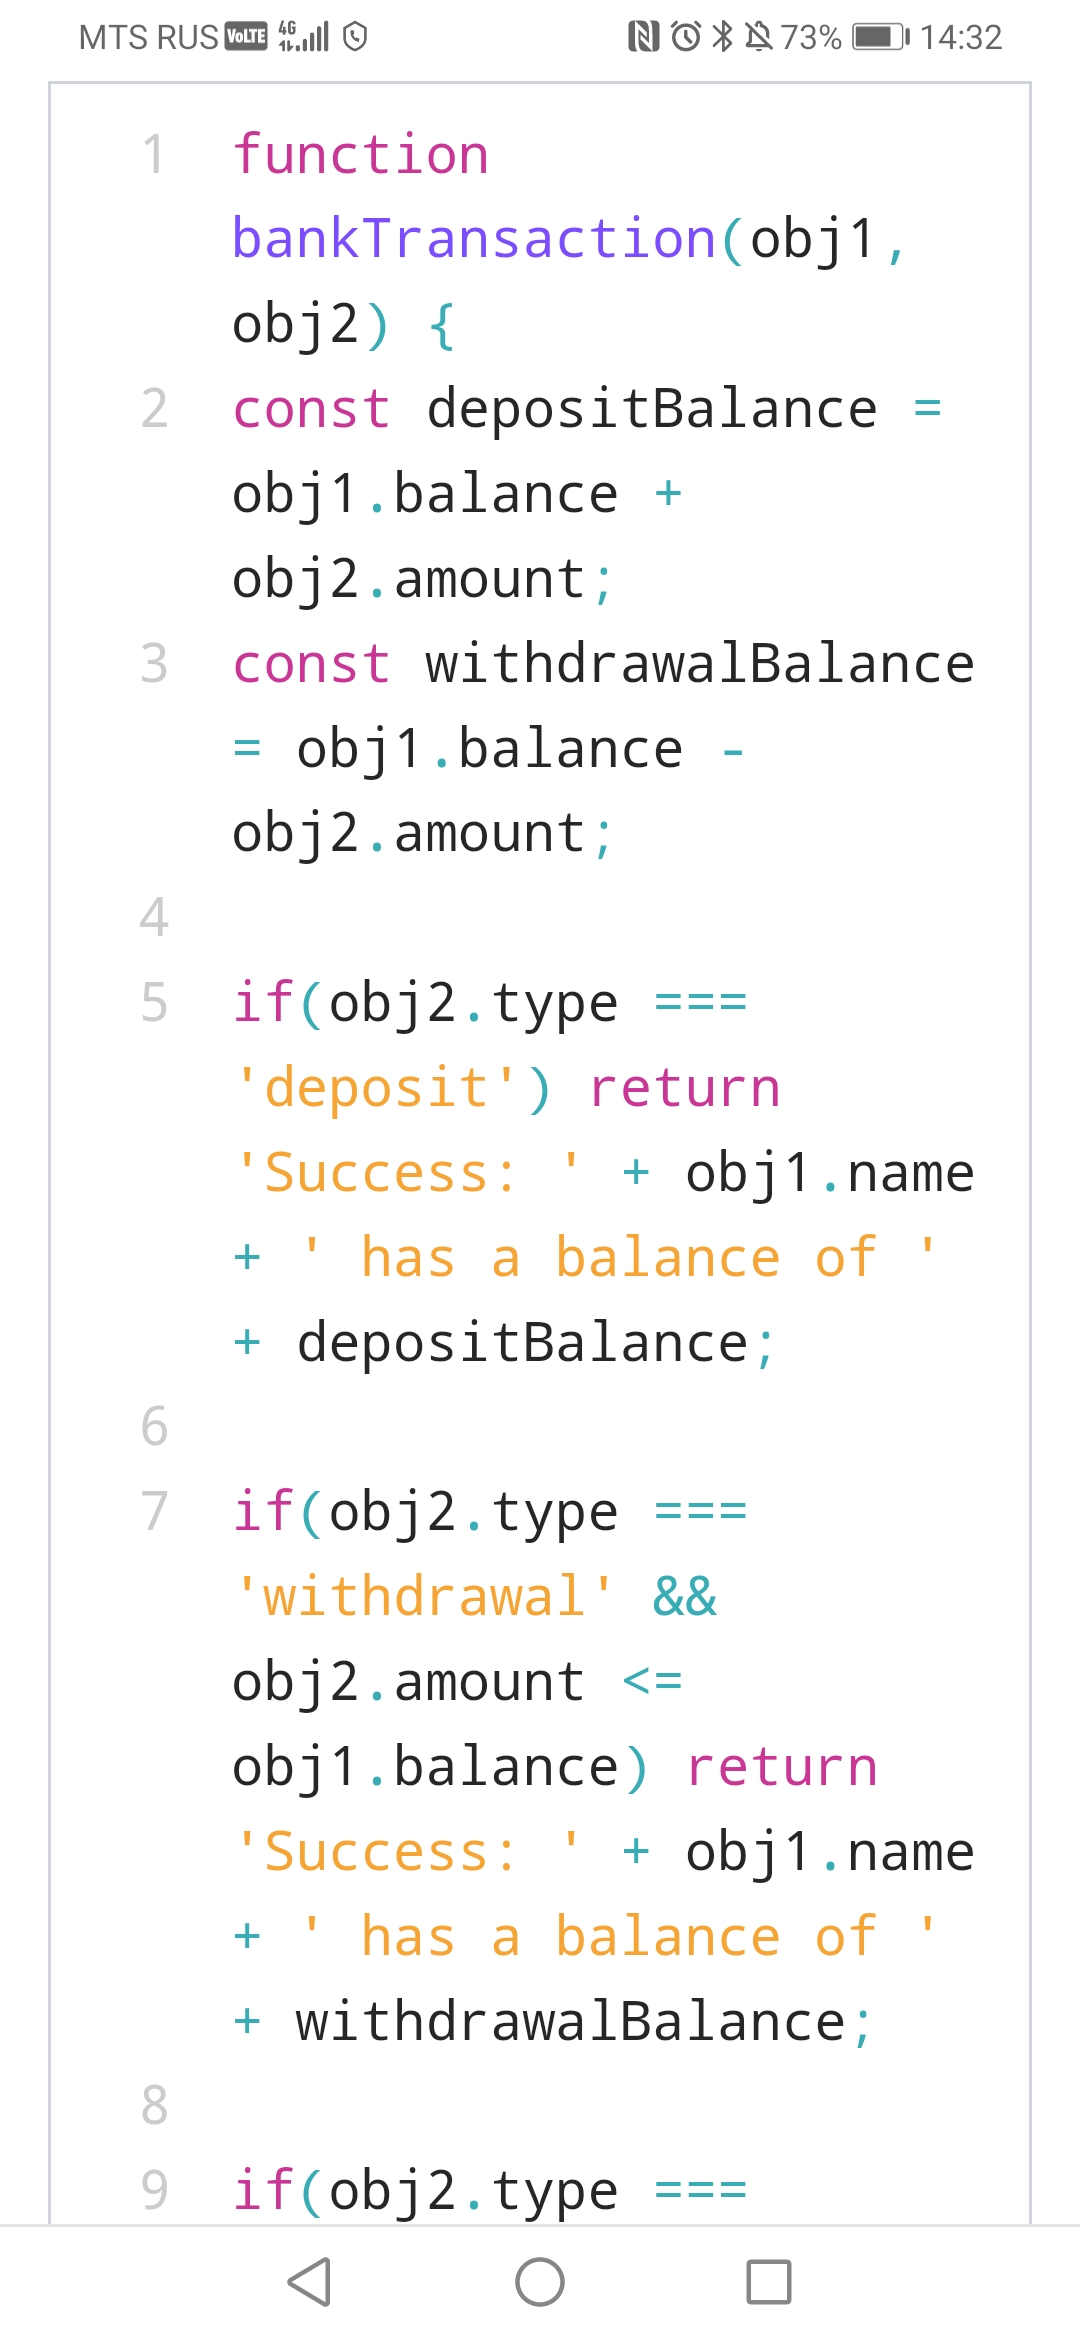 MTS RUS VoLTE 4G 73% 14:32
1 function
bankTransaction(obj1,
obj2) {
2 const depositBalance =
obj1.balance +
obj2.amount;
3 const withdrawalBalance
= obj1.balance -
obj2.amount;
4
5 if(obj2.type ===
'deposit') return
'Success: ' + obj1.name
+ ' has a balance of '
+ depositBalance;
6
7 if(obj2.type ===
'withdrawal' &&
obj2.amount <=
obj1.balance) return
'Success: ' + obj1.name
+ ' has a balance of '
+ withdrawalBalance;
8
9 if(obj2.type ===